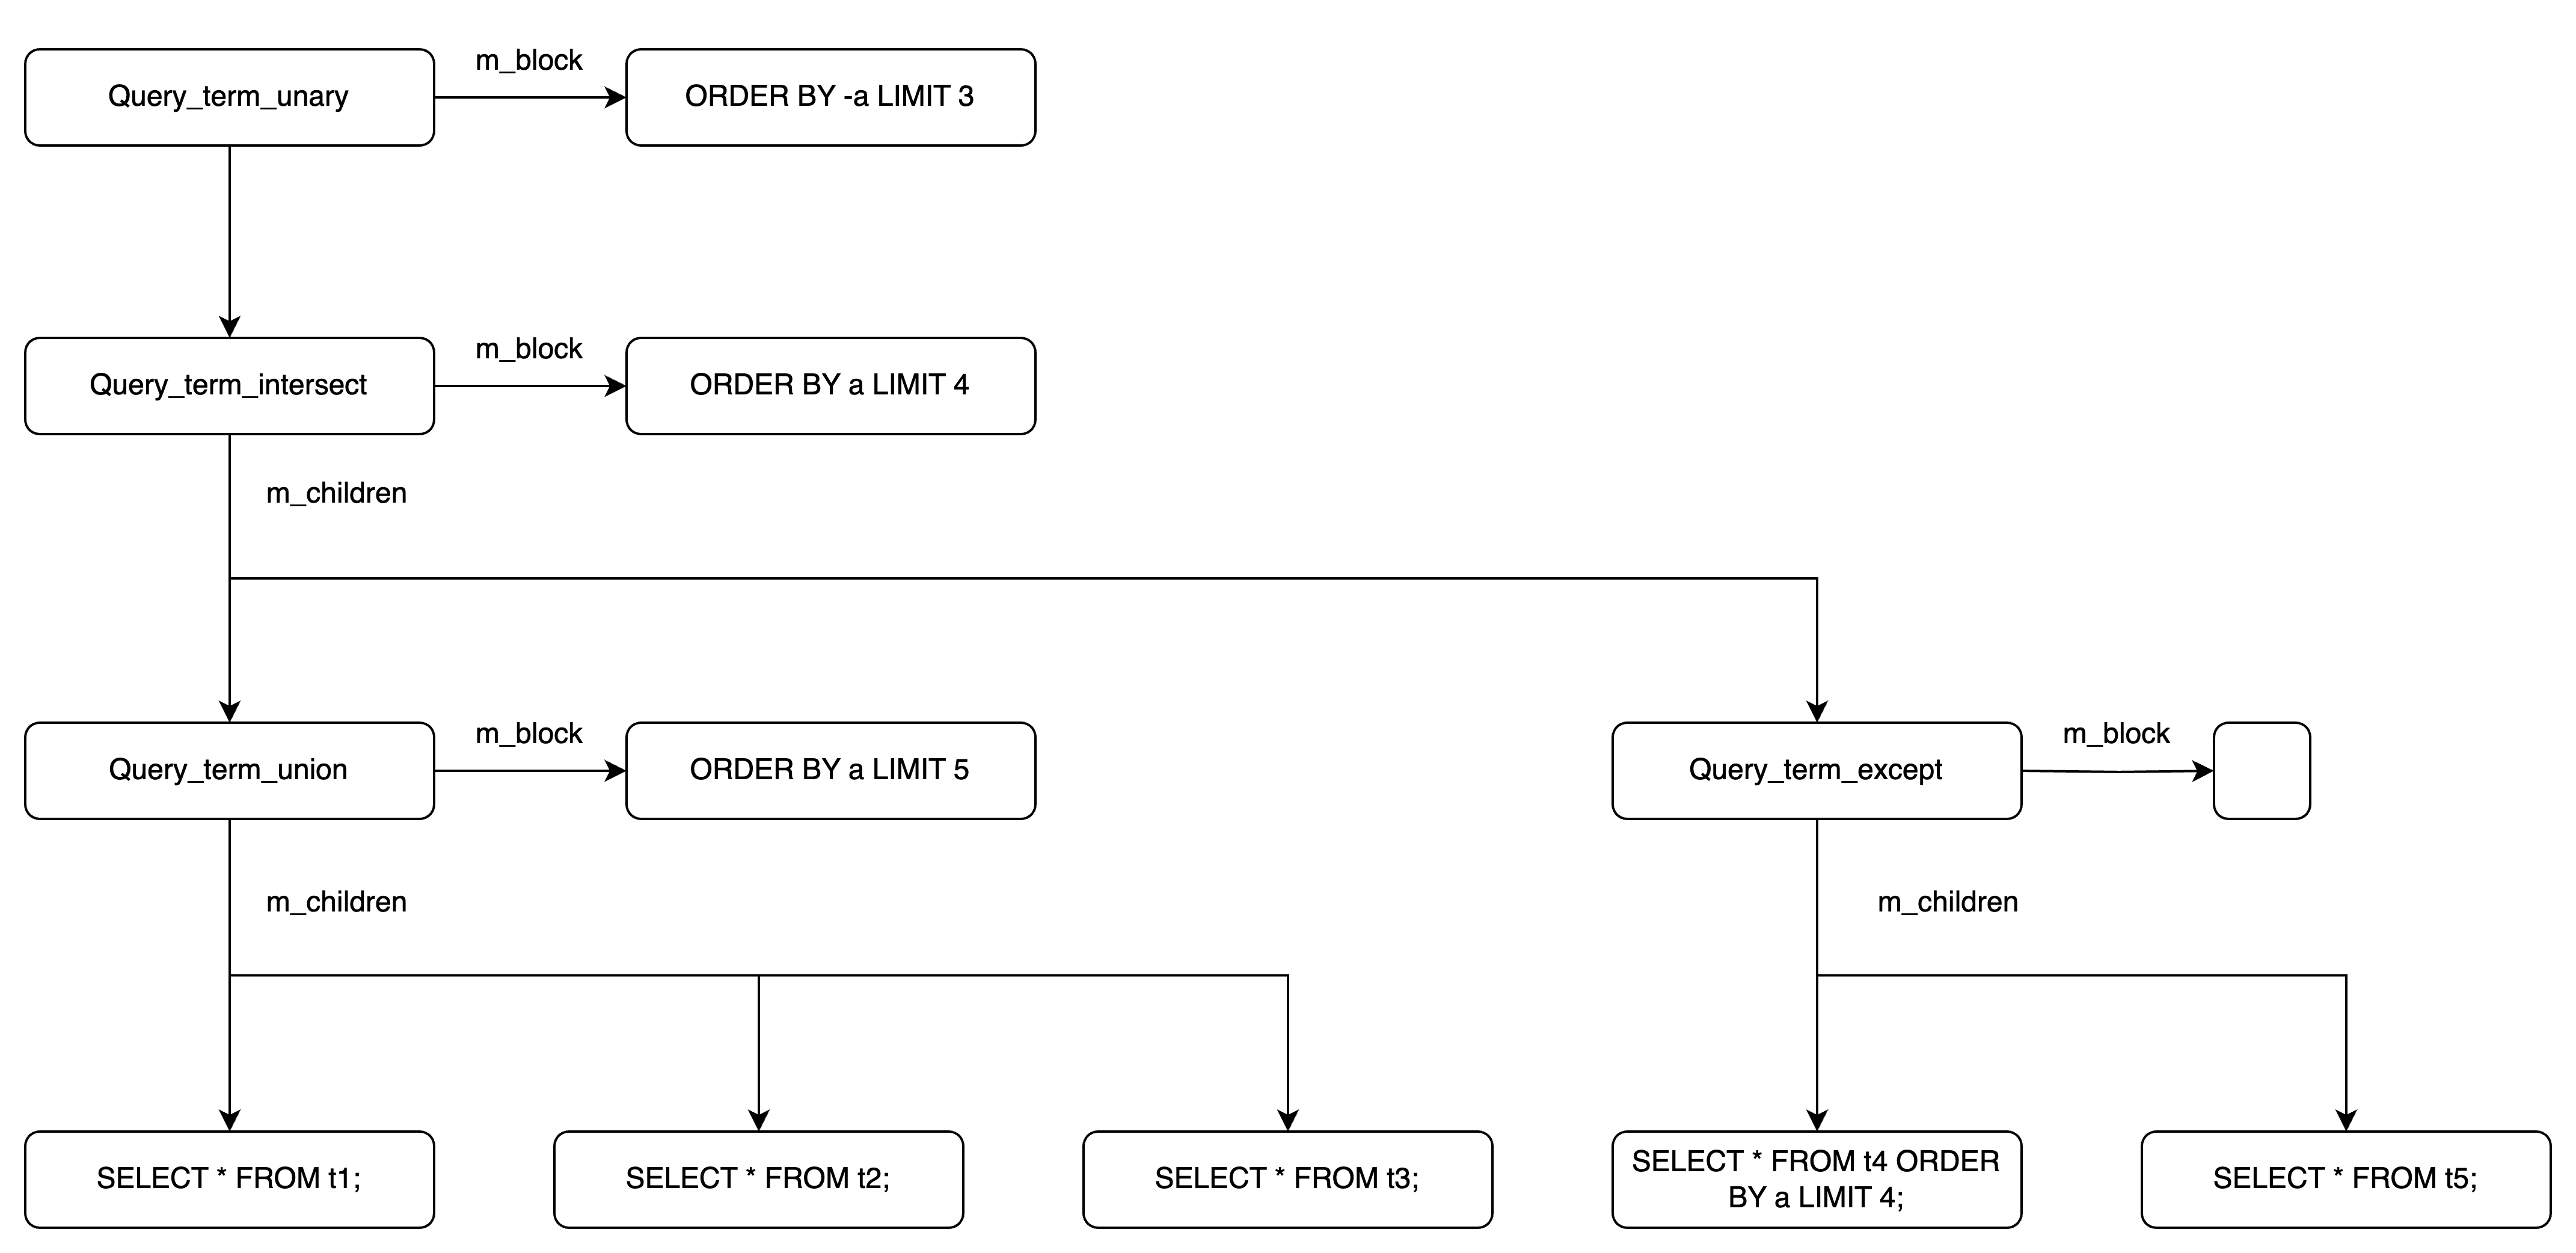 Query_term_unary
m_block
ORDER BY -a LIMIT 3
Query_term_intersect
m_block
ORDER BY a LIMIT 4
m_children
Query_term_union
m_block
ORDER BY a LIMIT 5
Query_term_except
m_block
m_children
m_children
SELECT * FROM t1;
SELECT * FROM t2;
SELECT * FROM t3;
SELECT * FROM t4 ORDER
BY a LIMIT 4;
SELECT * FROM t5;